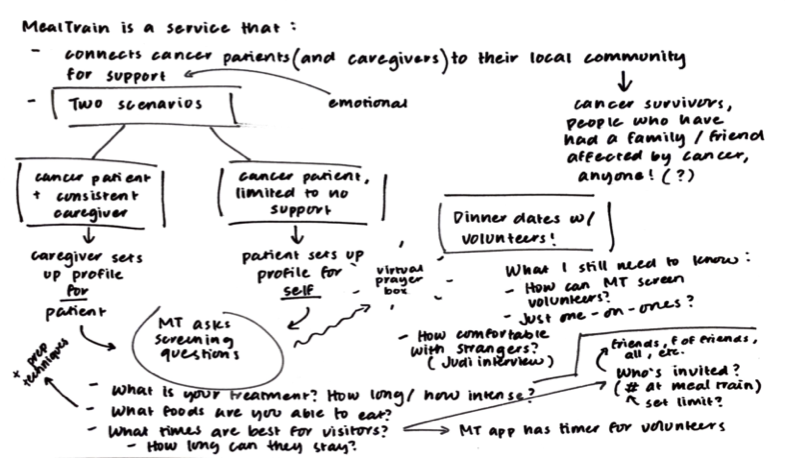 MealTrain is a service that :
- connects cancer patients (and caregivers) to their local community
for support
emotional
- Two scenarios
cancer survivors,
people who have
had a family / friend
affected by cancer,
anyone! (?)
cancer patient
+ consistent
caregiver
cancer patient,
limited to no
support
caregiver sets
up profile
for
patient
patient sets up
profile for
self
MT asks
screening
questions
virtual
prayer
box
Dinner dates w/
volunteers!
- What I still need to know :
- How can MT screen
volunteers?
- Just one-on-ones?
- How comfortable
with strangers?
(Judi interview)
+ prep
techniques
- What is your treatment? How long / how intense?
- What foods are you able to eat?
- What times are best for visitors?
- How long can they stay?
friends, f of friends,
all, etc.
Who's invited?
(# at meal train)
set limit?
MT app has timer for volunteers